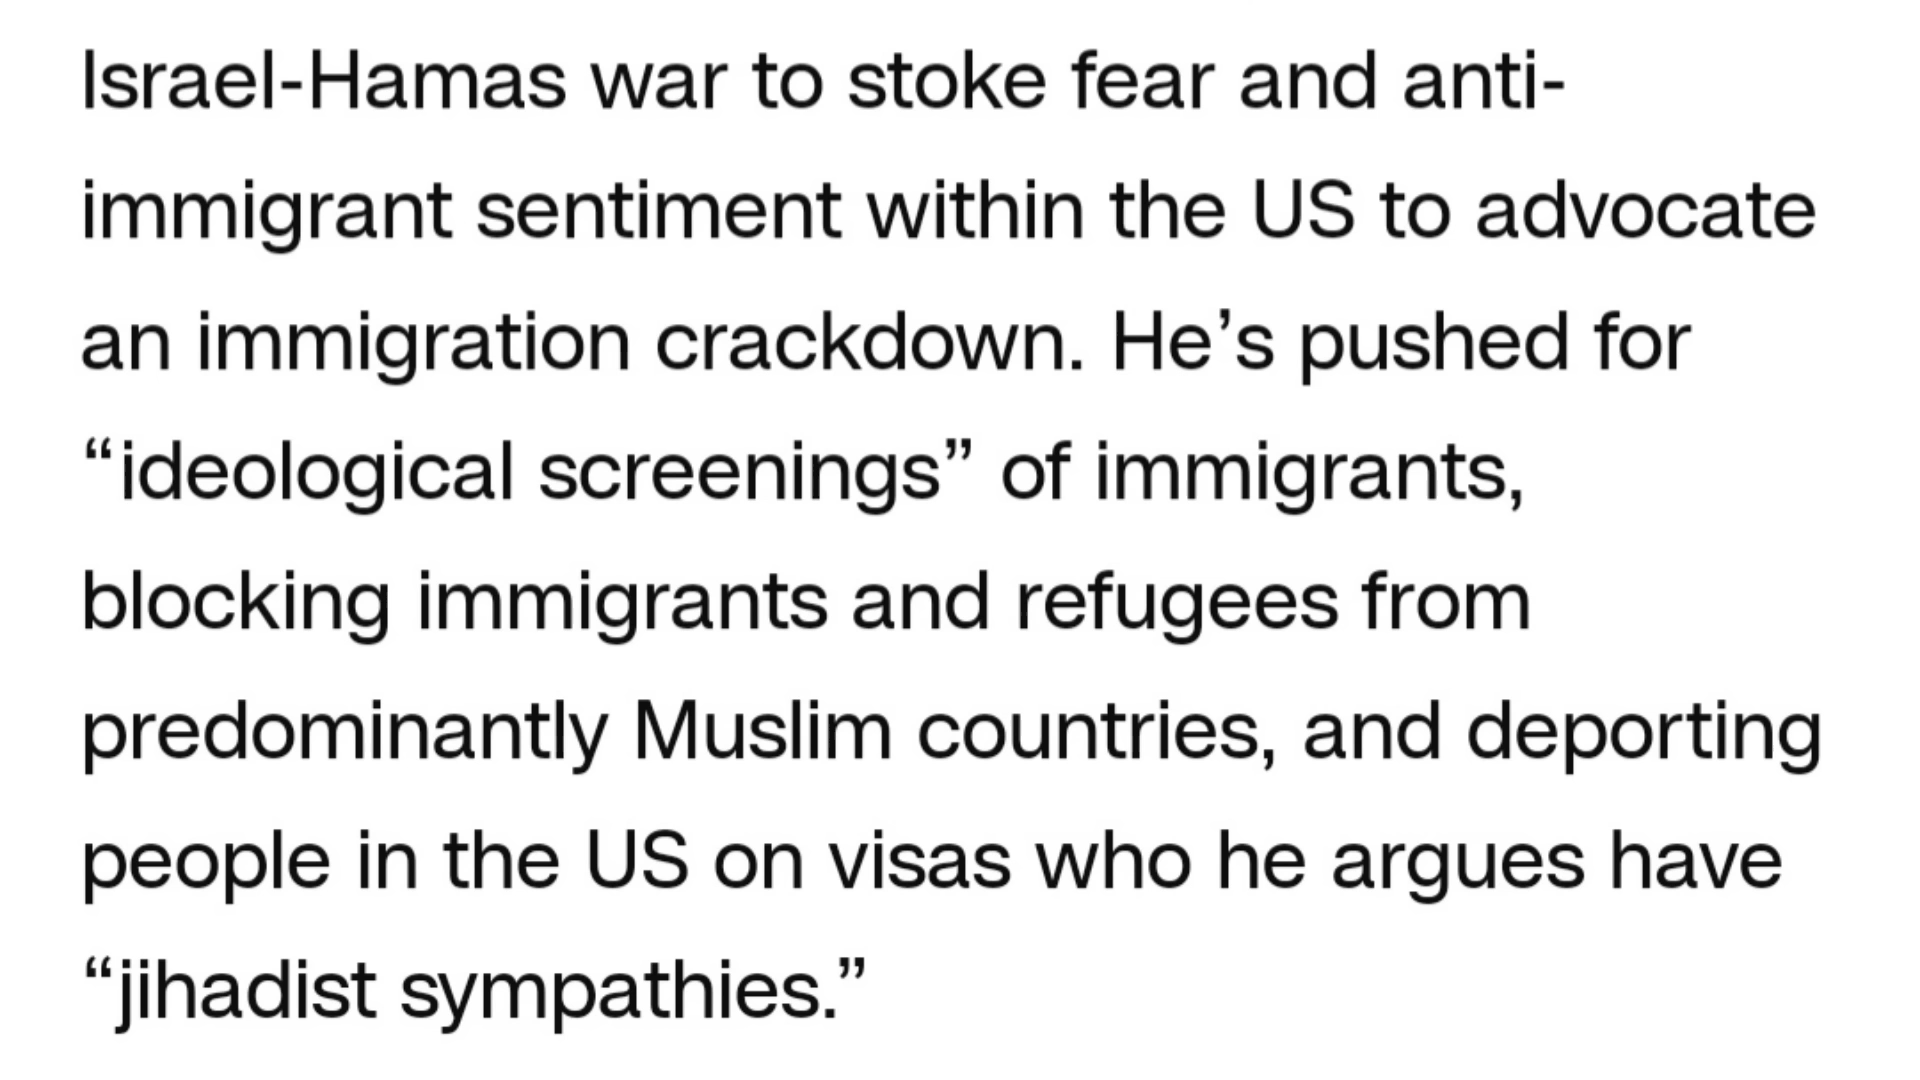 Israel-Hamas war to stoke fear and anti-
immigrant sentiment within the US to advocate
an immigration crackdown. He’s pushed for
“ideological screenings” of immigrants,
blocking immigrants and refugees from
predominantly Muslim countries, and deporting
people in the US on visas who he argues have
“jihadist sympathies.”